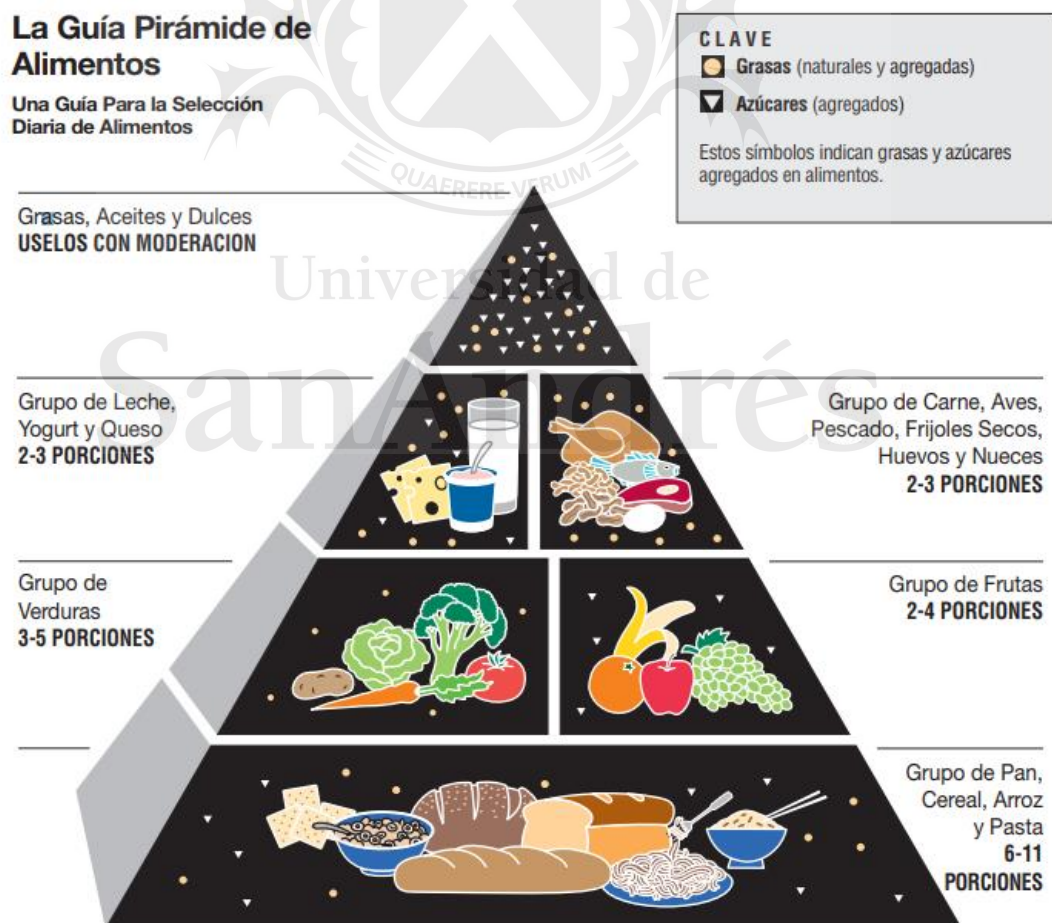 La Guía Pirámide de
Alimentos
Una Guía Para la Selección
Diaria de Alimentos
CLAVE
Grasas (naturales y agregadas)
Azúcares (agregados)
Estos símbolos indican grasas y azúcares
agregados en alimentos.
QUAERERE VERUM
Universidad de
SanAndrés
Grasas, Aceites y Dulces
USELOS CON MODERACION
Grupo de Leche,
Yogurt y Queso
2-3 PORCIONES
Grupo de Carne, Aves,
Pescado, Frijoles Secos,
Huevos y Nueces
2-3 PORCIONES
Grupo de
Verduras
3-5 PORCIONES
Grupo de Frutas
2-4 PORCIONES
Grupo de Pan,
Cereal, Arroz
y Pasta
6-11
PORCIONES